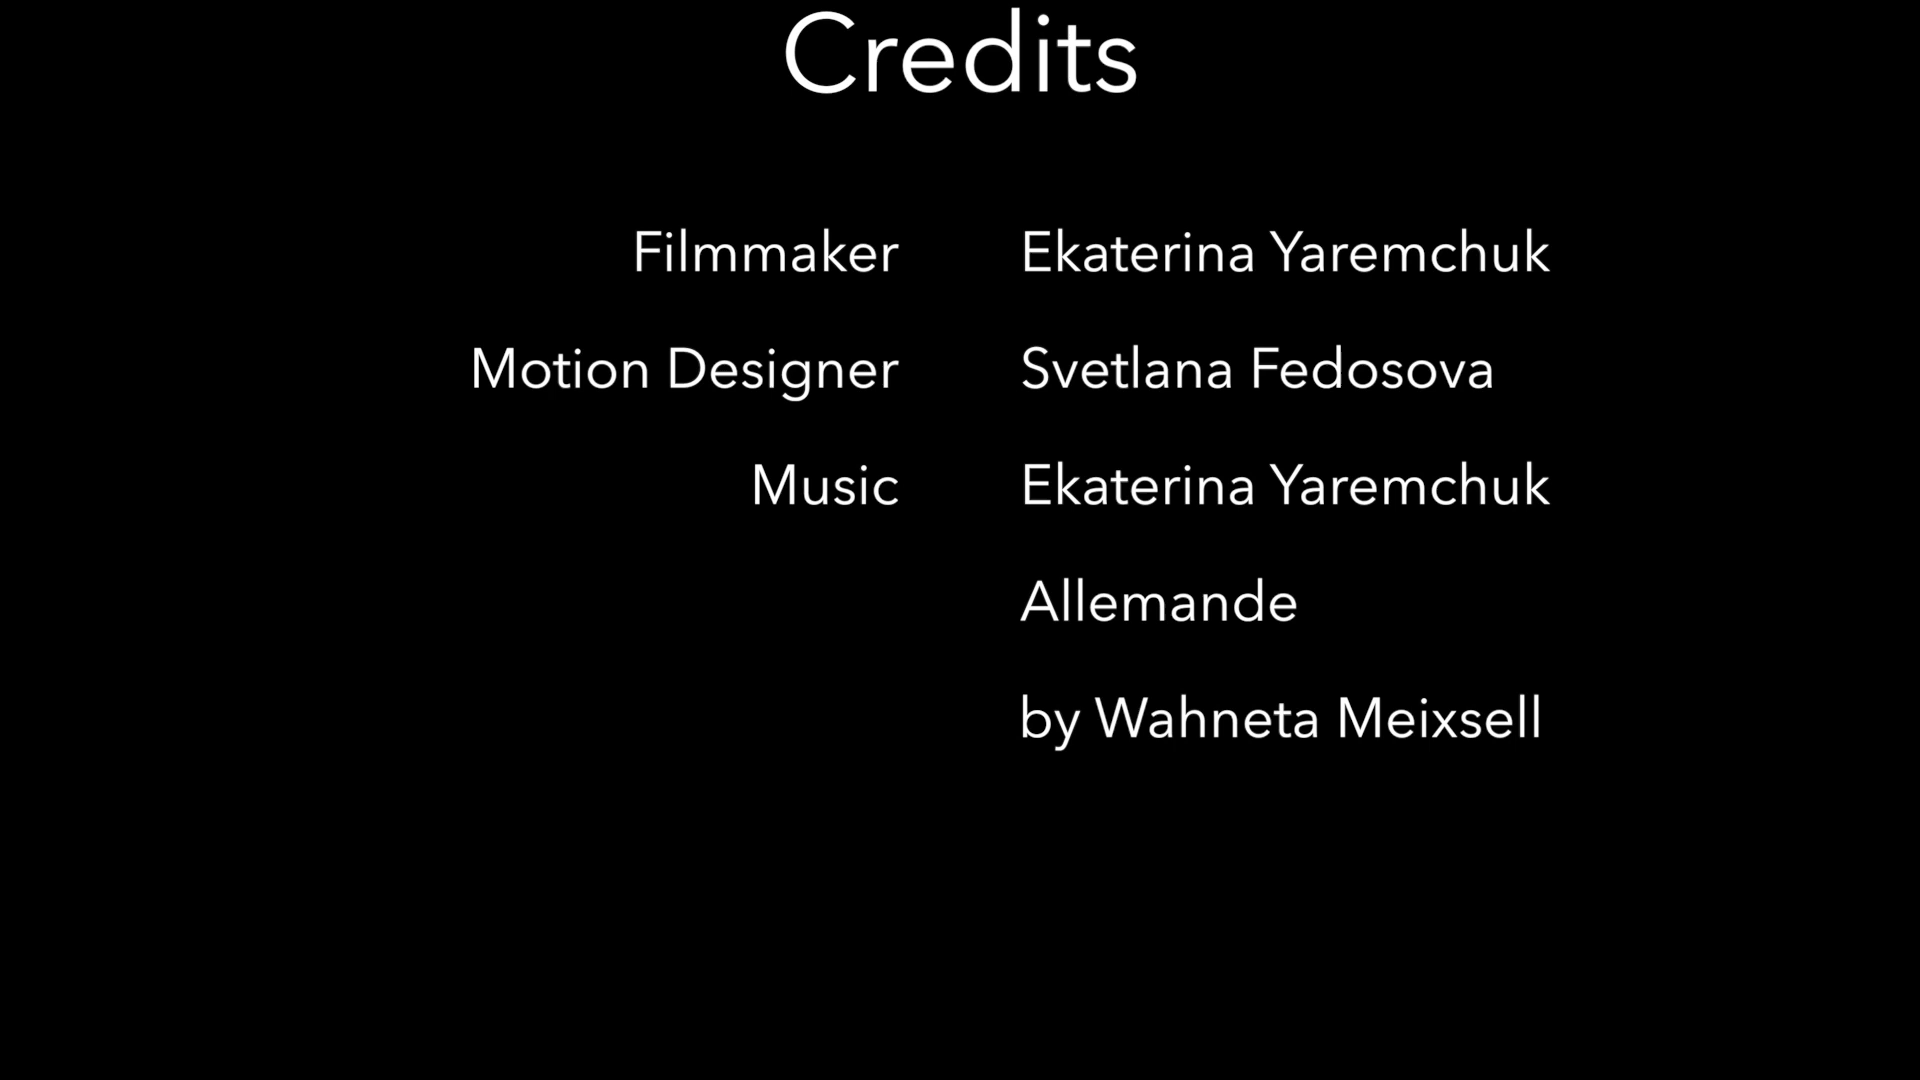 Credits
Filmmaker Ekaterina Yaremchuk
Motion Designer Svetlana Fedosova
Music Ekaterina Yaremchuk
Allemande
by Wahneta Meixsell